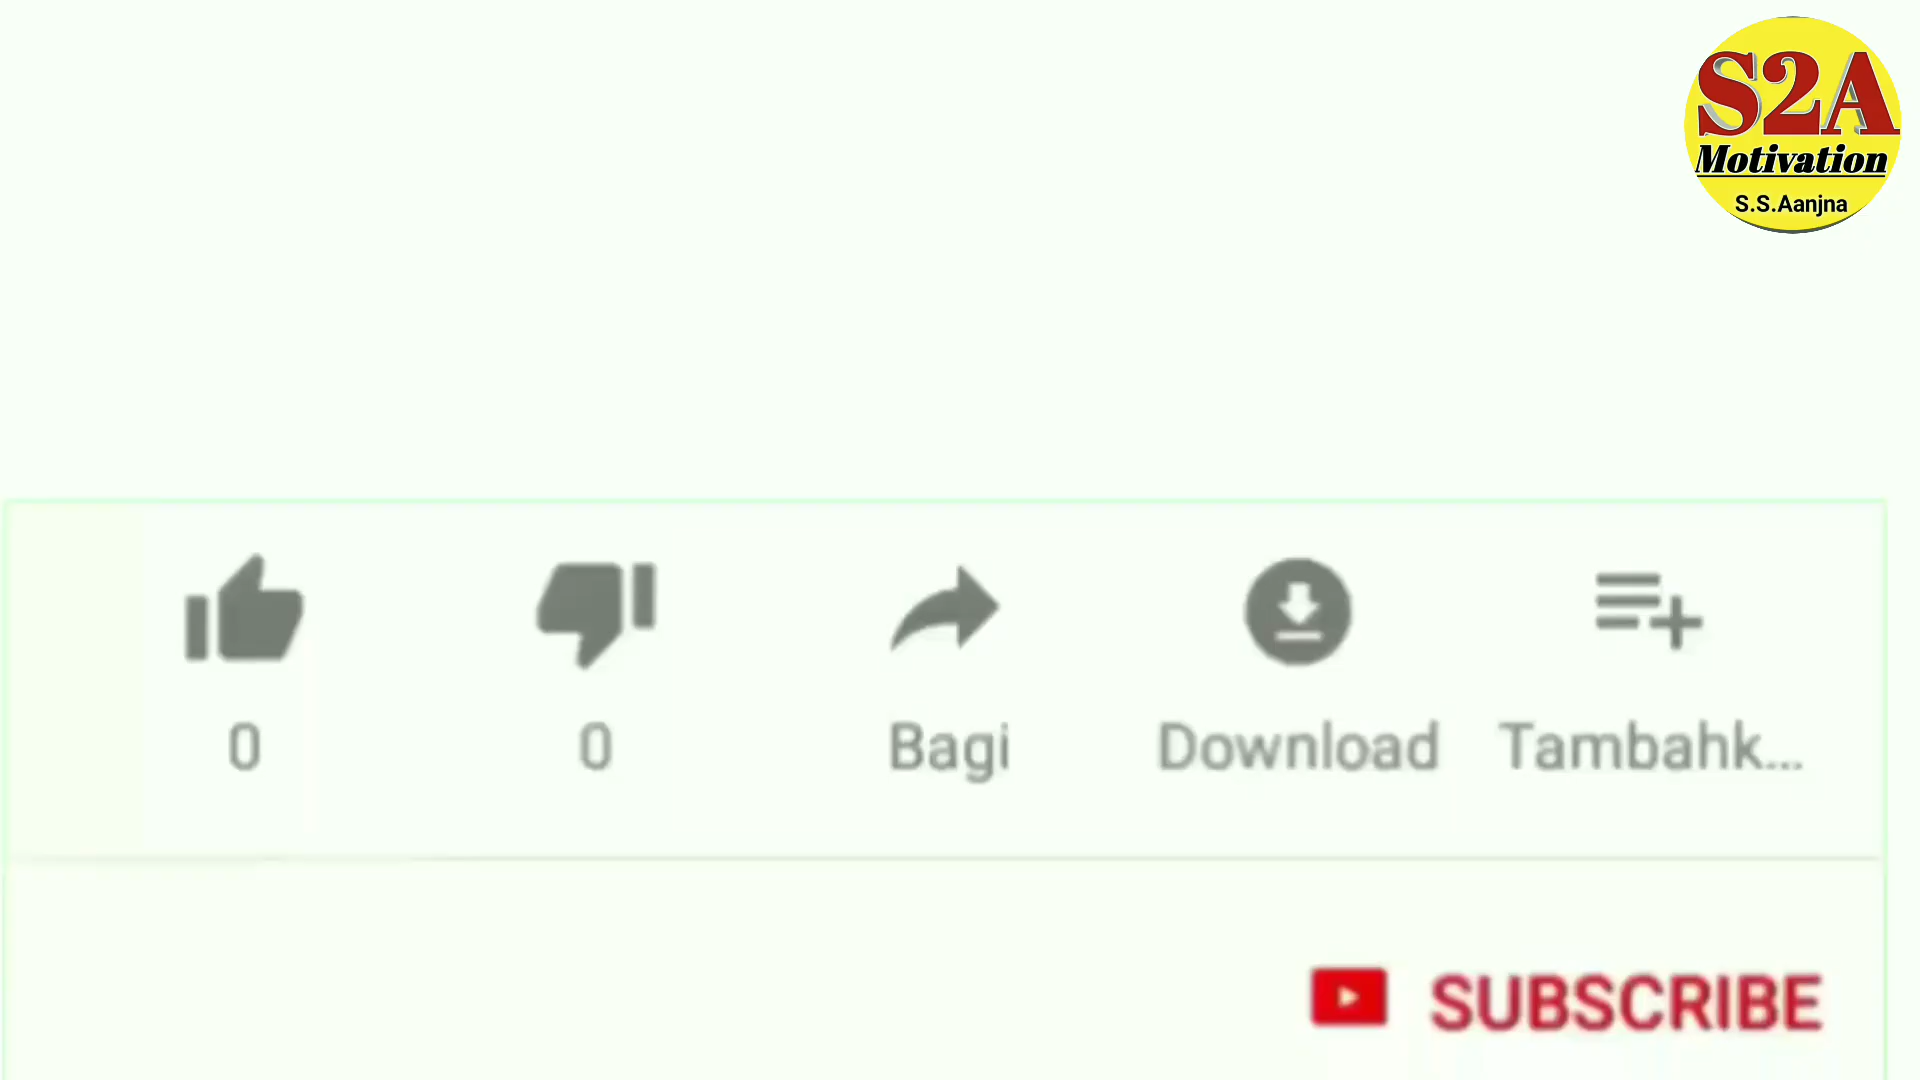 S2A
Motivation
S.S.Aanjna
0 0 Bagi Download Tambahk...
SUBSCRIBE